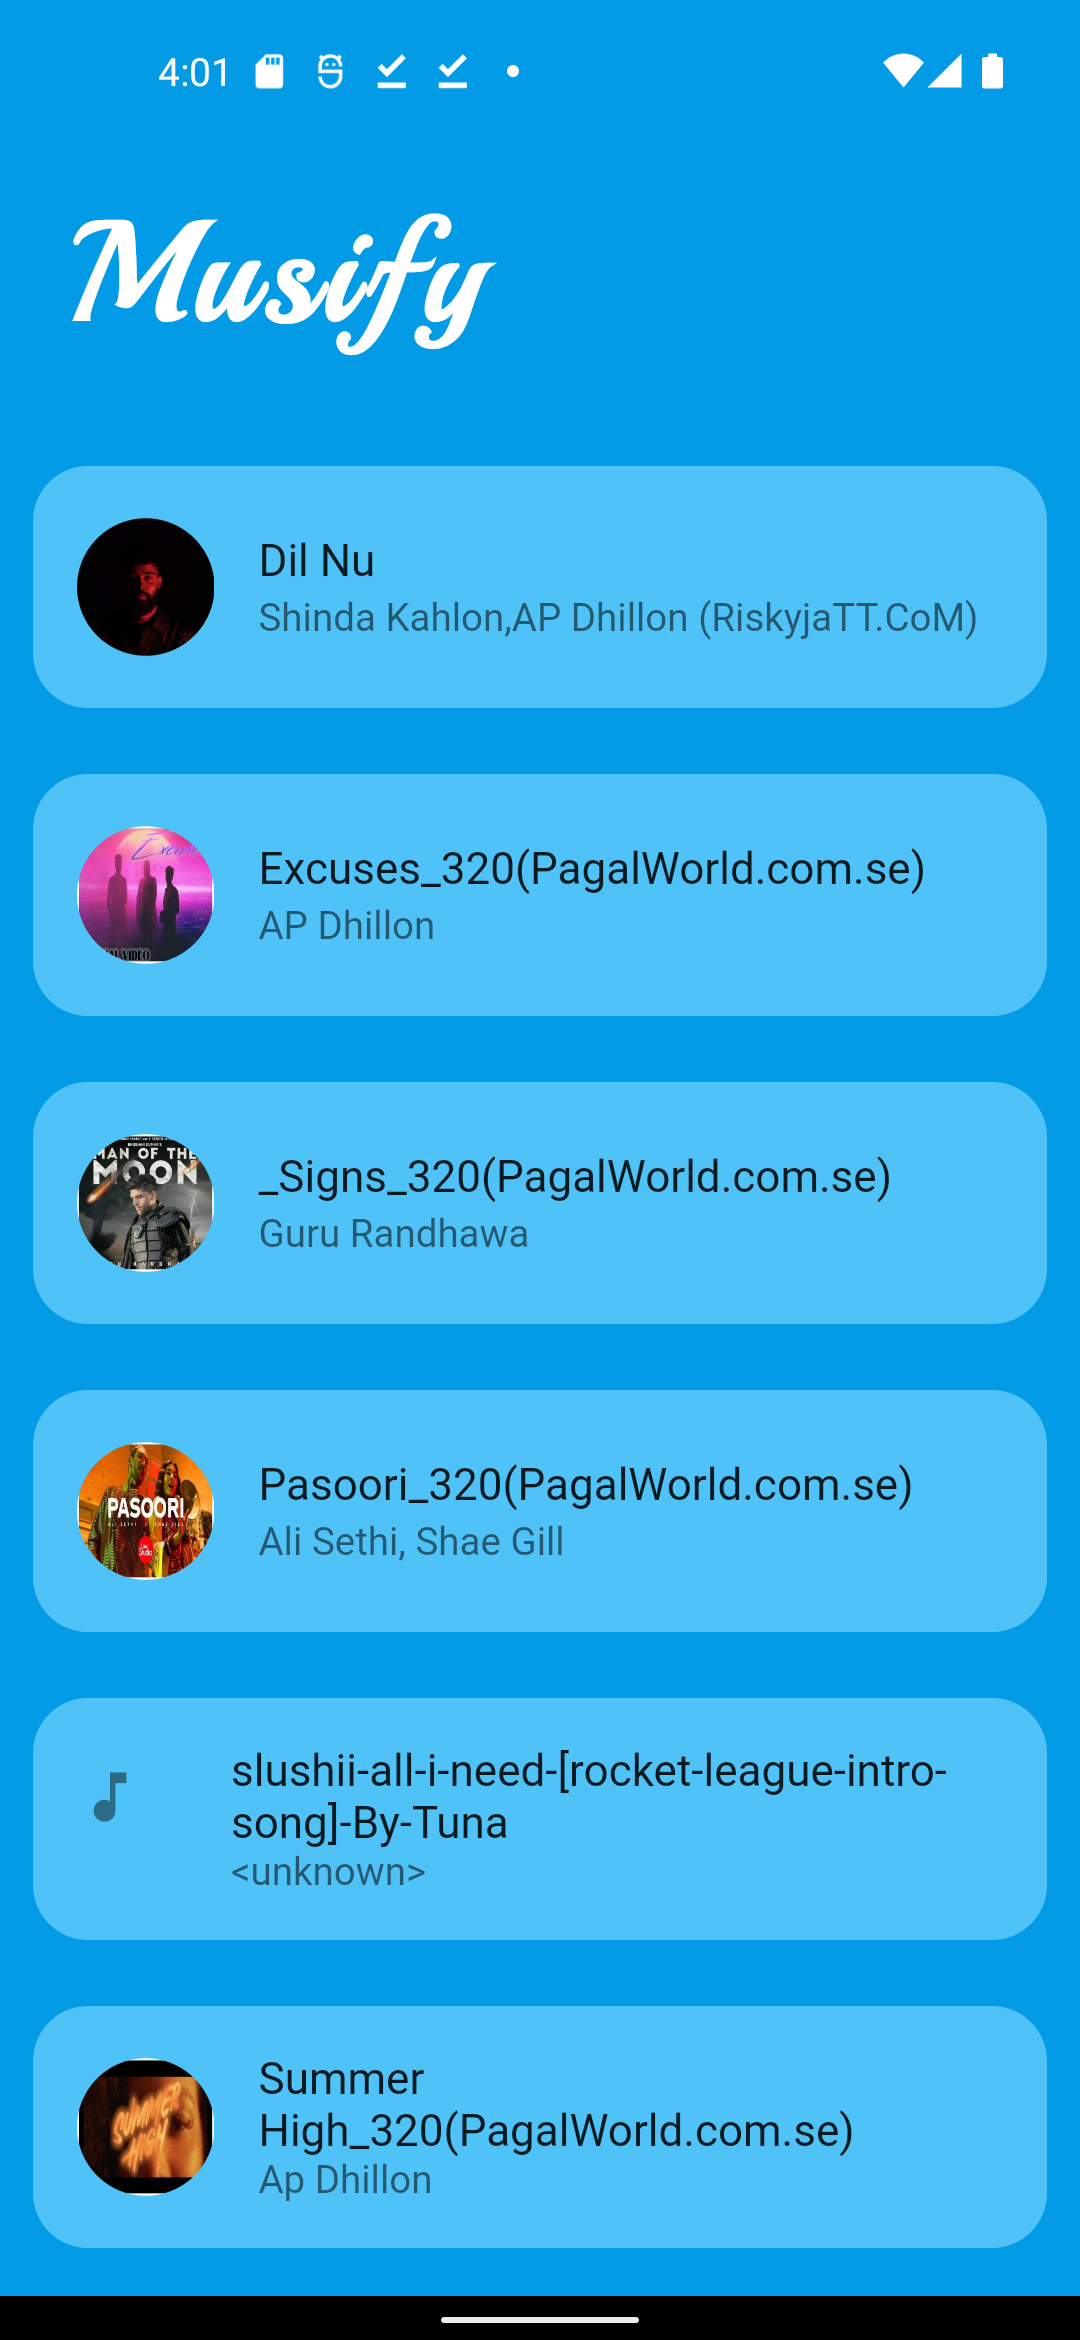 4:01
Musify
Dil Nu
Shinda Kahlon,AP Dhillon (RiskyjaTT.CoM)
Excuses_320(PagalWorld.com.se)
AP Dhillon
MAN OF THE
MOON
_Signs_320(PagalWorld.com.se)
Guru Randhawa
PASOORI
Pasoori_320(PagalWorld.com.se)
Ali Sethi, Shae Gill
slushii-all-i-need-[rocket-league-intro-
song]-By-Tuna
<unknown>
SUMMER
HIGH
Summer
High_320(PagalWorld.com.se)
Ap Dhillon